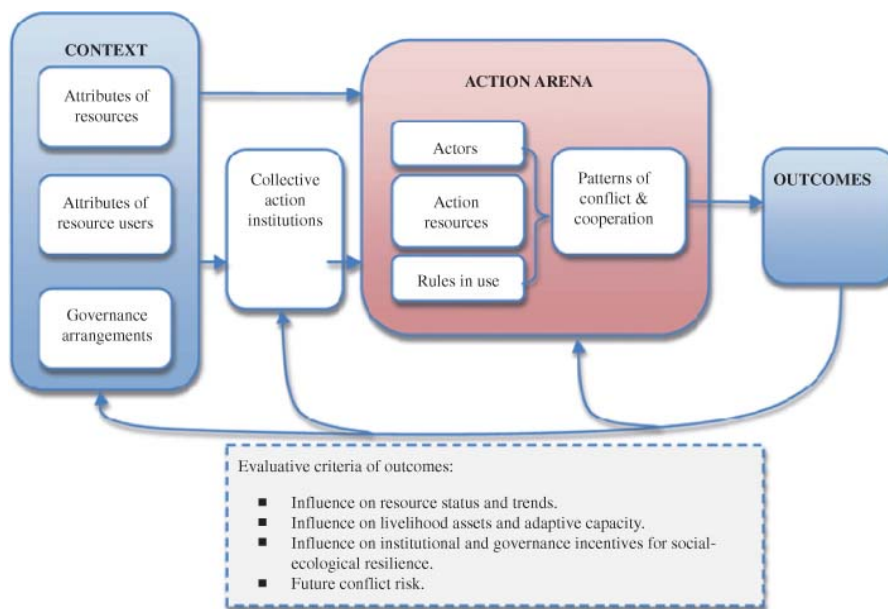 CONTEXT
Attributes of
resources
Attributes of
resource users
Governance
arrangements
Collective
action
institutions
ACTION ARENA
Actors
Action
resources
Rules in use
Patterns of
conflict &
cooperation
OUTCOMES
Evaluative criteria of outcomes:
■ Influence on resource status and trends.
■ Influence on livelihood assets and adaptive capacity.
■ Influence on institutional and governance incentives for social-
ecological resilience.
■ Future conflict risk.